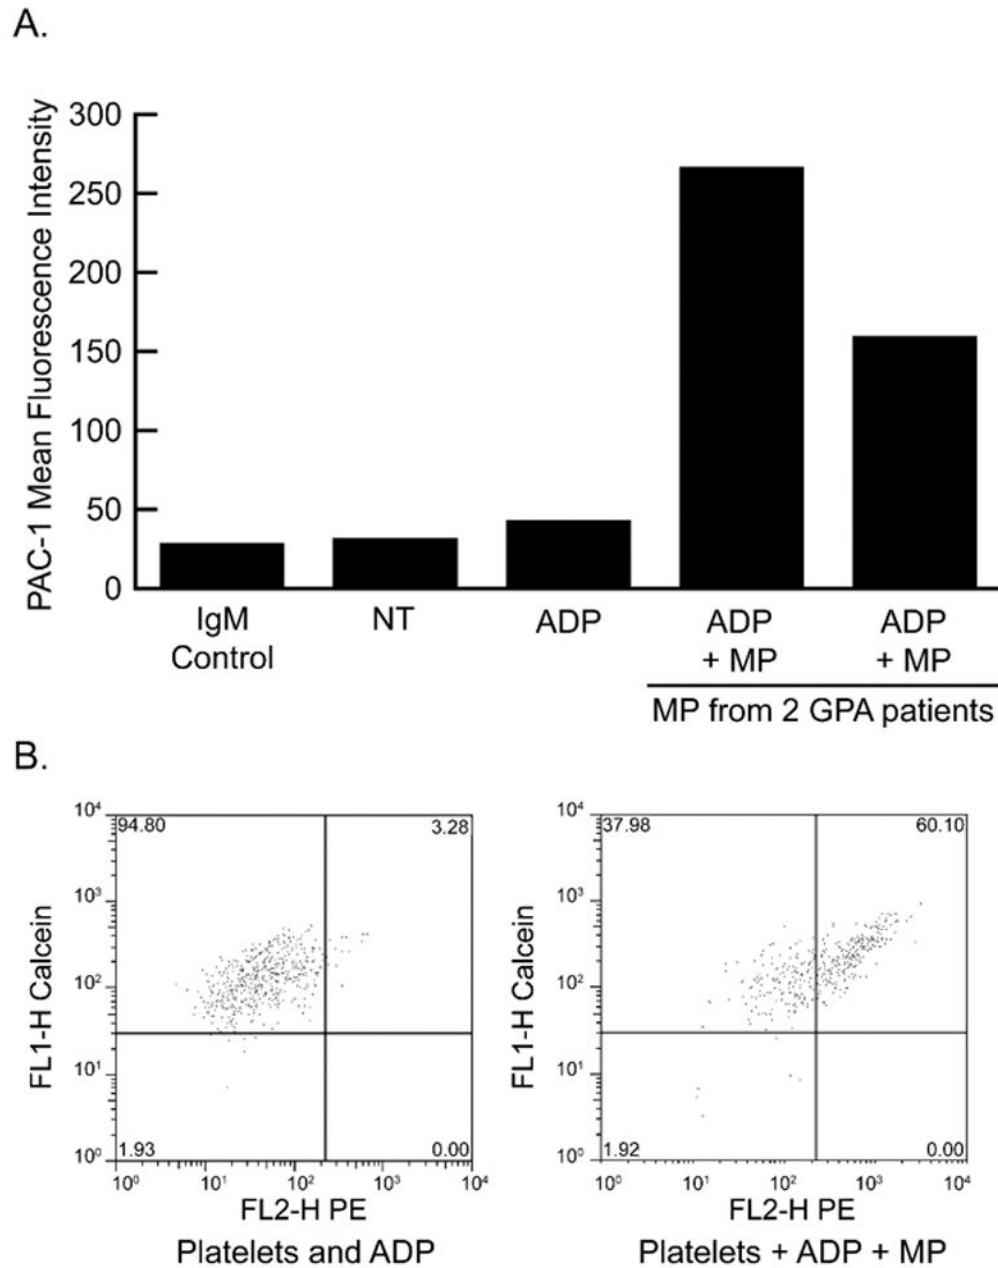 A.
PAC-1 Mean Fluorescence Intensity
300
250
200
150
100
50
0
IgM
Control
NT
ADP
ADP
+ MP
ADP
+ MP
MP from 2 GPA patients
B.
FL1-H Calcein
10⁴
10³
10²
10¹
10⁰
94.80
3.28
1.93
0.00
10⁰ 10¹ 10² 10³ 10⁴
FL2-H PE
Platelets and ADP
FL1-H Calcein
10⁴
10³
10²
10¹
10⁰
37.98
60.10
1.92
0.00
10⁰ 10¹ 10² 10³ 10⁴
FL2-H PE
Platelets + ADP + MP